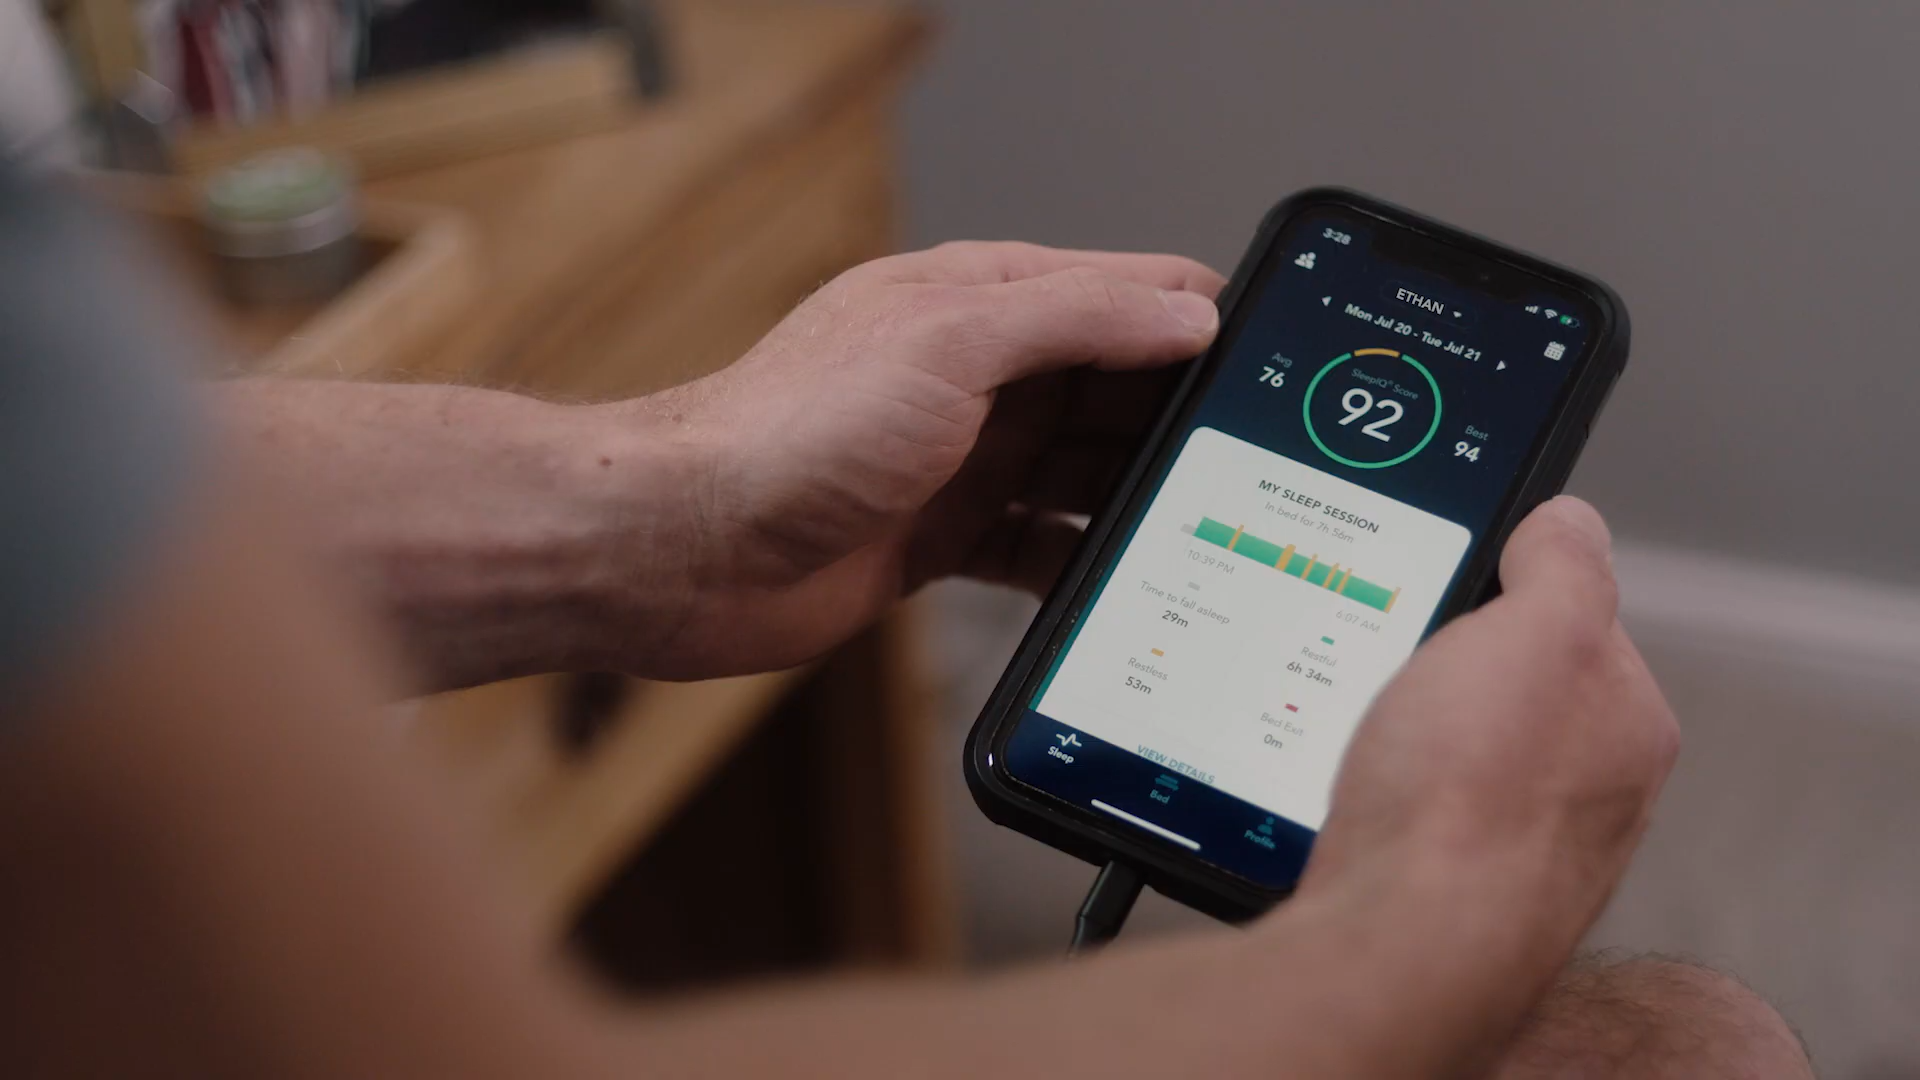 3:28
ETHAN
Mon Jul 20 - Tue Jul 21
Avg
76
SleepIQ® Score
92
Best
94
MY SLEEP SESSION
In bed for 7h 56m
10:39 PM
6:07 AM
Time to fall asleep
29m
Restful
6h 34m
Restless
53m
Bed Exit
0m
VIEW DETAILS
Sleep
Bed
Profile